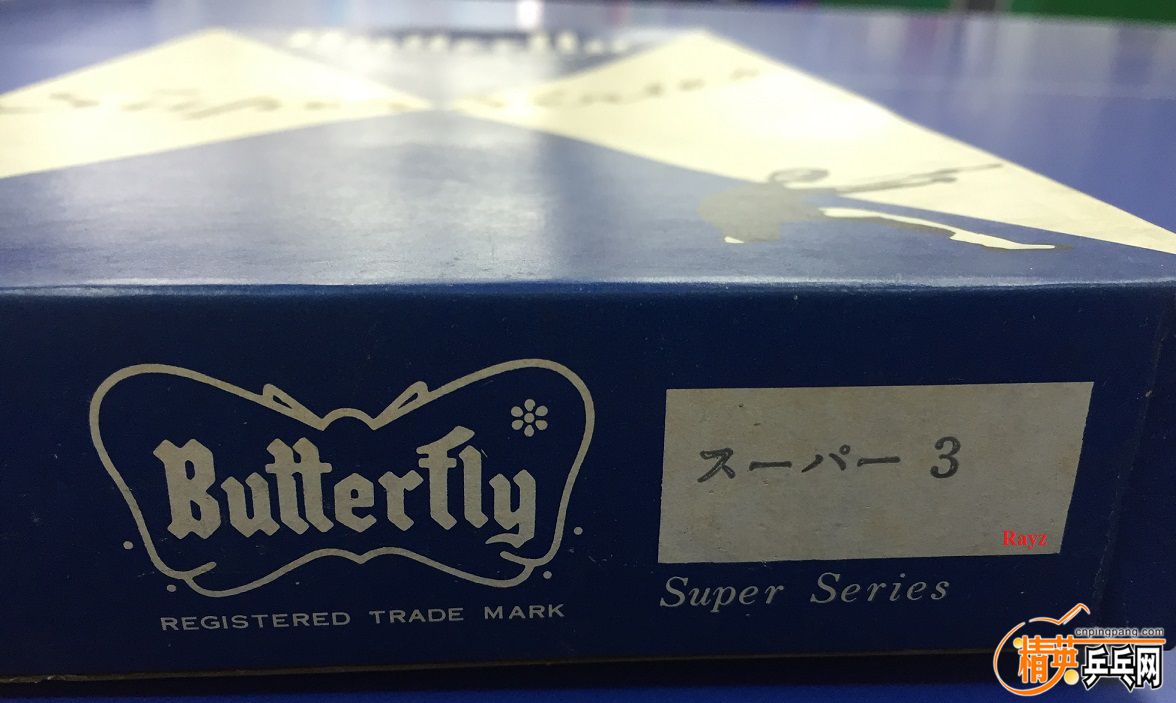 Butterfly
REGISTERED TRADE MARK
スーパー 3
Rayz
Super Series
cnpingpang.com
精英乒乓网